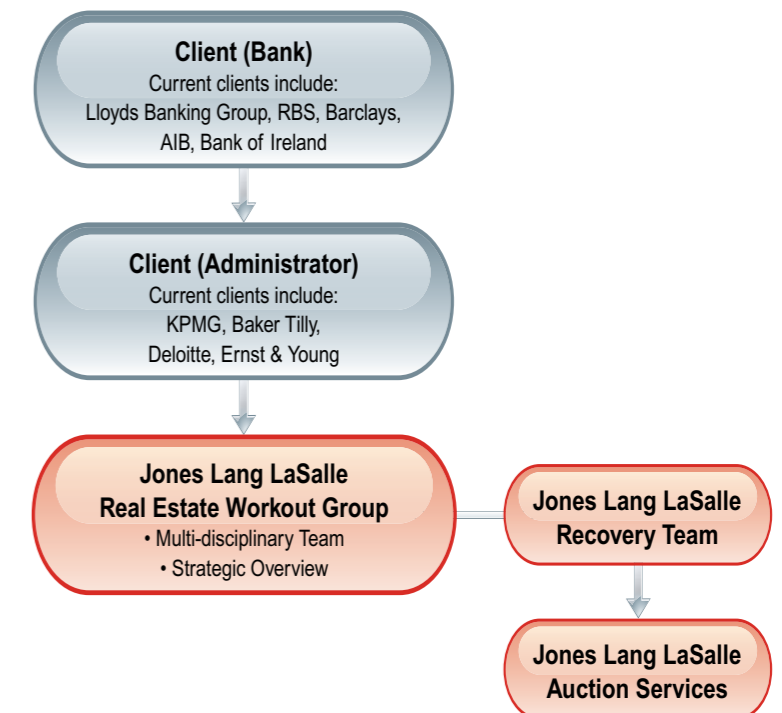 Client (Bank)
Current clients include:
Lloyds Banking Group, RBS, Barclays,
AIB, Bank of Ireland
Client (Administrator)
Current clients include:
KPMG, Baker Tilly,
Deloitte, Ernst & Young
Jones Lang LaSalle
Real Estate Workout Group
• Multi-disciplinary Team
• Strategic Overview
Jones Lang LaSalle
Recovery Team
Jones Lang LaSalle
Auction Services